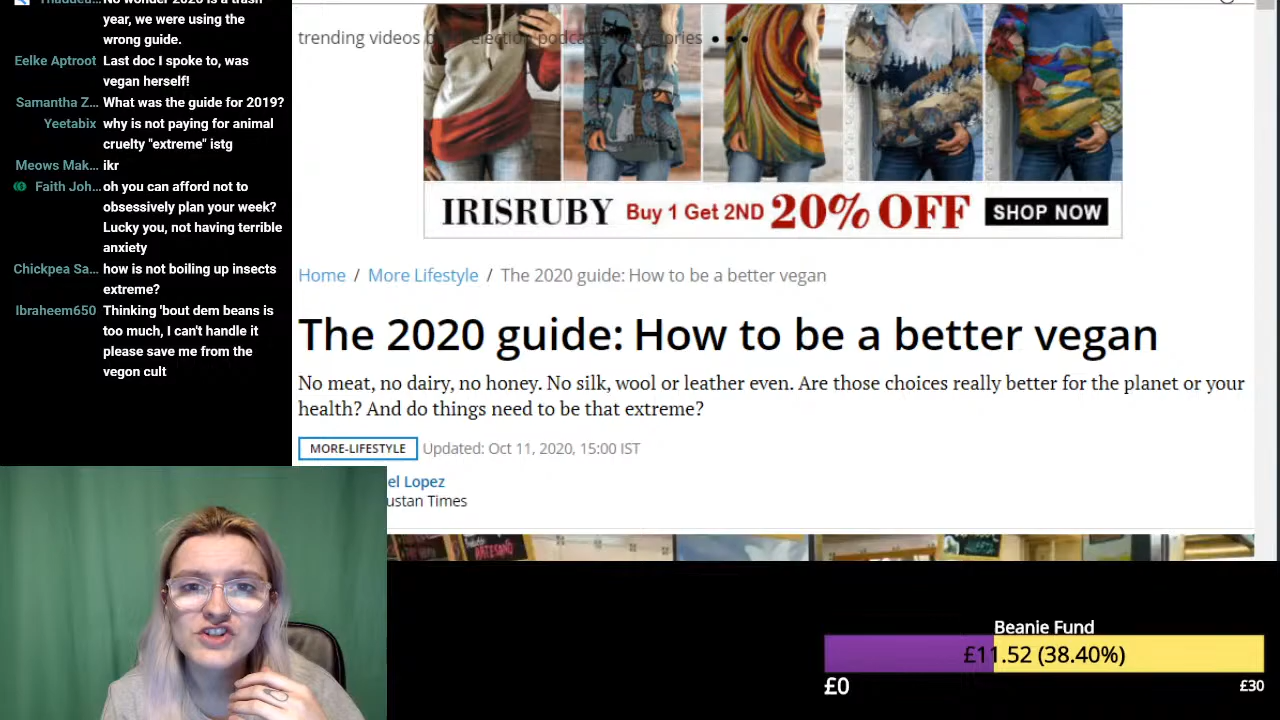 No wonder 2020 is a trash
year, we were using the
wrong guide.
Eelke Aptroot Last doc I spoke to, was
vegan herself!
Samantha Z... What was the guide for 2019?
Yeetabix why is not paying for animal
cruelty "extreme" istg
Meows Mak... ikr
Faith Joh... oh you can afford not to
obsessively plan your week?
Lucky you, not having terrible
anxiety
Chickpea Sa... how is not boiling up insects
extreme?
Ibraheem650 Thinking 'bout dem beans is
too much, I can't handle it
please save me from the
vegon cult
trending videos election podcasts stories
IRISRUBY Buy 1 Get 2ND 20% OFF SHOP NOW
Home / More Lifestyle / The 2020 guide: How to be a better vegan
The 2020 guide: How to be a better vegan
No meat, no dairy, no honey. No silk, wool or leather even. Are those choices really better for the planet or your
health? And do things need to be that extreme?
MORE-LIFESTYLE Updated: Oct 11, 2020, 15:00 IST
el Lopez
ustan Times
ARTESANO
Beanie Fund
£11.52 (38.40%)
£0 £30